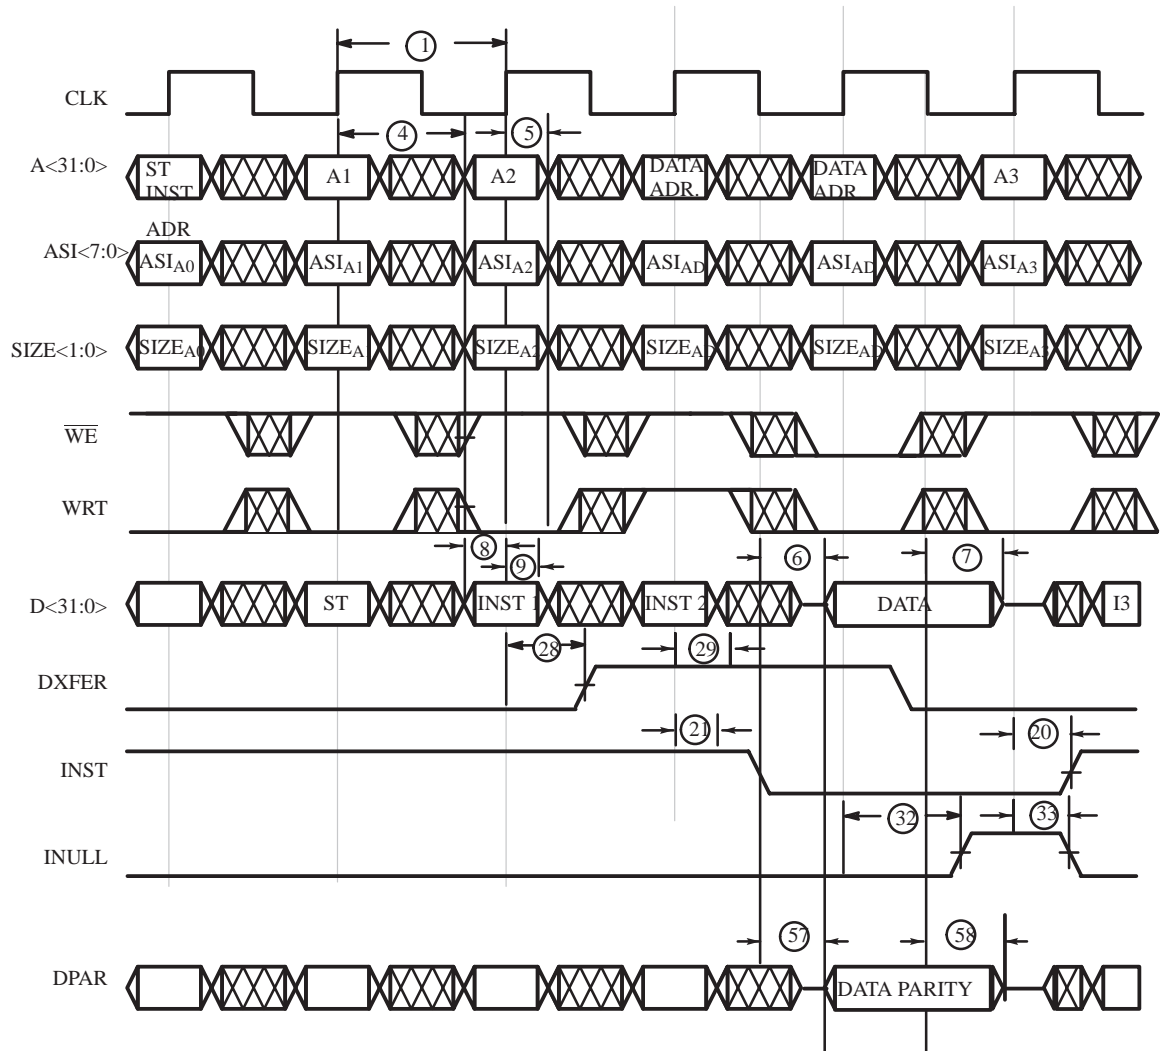 1
CLK
4
5
A<31:0>
ST INST ADR
A1
A2
DATA ADR.
DATA ADR
A3
ASI<7:0>
ASIA0
ASIA1
ASIA2
ASIAD
ASIAD
ASIA3
SIZE<1:0>
SIZEA0
SIZEA1
SIZEA2
SIZEAD
SIZEAD
SIZEA3
WE
WRT
8
9
6
7
D<31:0>
ST
INST 1
INST 2
DATA
I3
28
29
DXFER
21
20
INST
32
33
INULL
57
58
DPAR
DATA PARITY